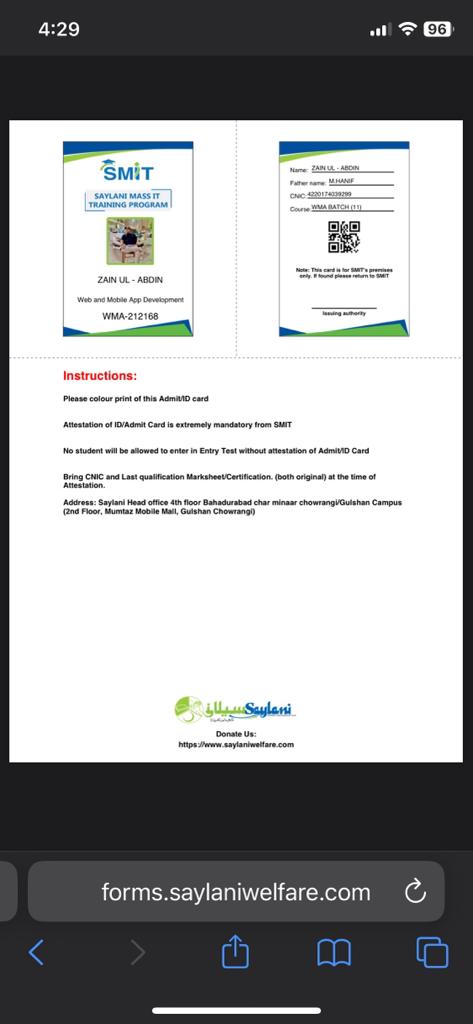 4:29
96
SMIT
SAYLANI MASS IT
TRAINING PROGRAM
ZAIN UL - ABDIN
Web and Mobile App Development
WMA-212168
Name: ZAIN UL - ABDIN
Father name: M.HANIF
CNIC: 4220174039299
Course: WMA BATCH (11)
Note: This card is for SMIT's premises
only. If found please return to SMIT
Issuing authority
Instructions:
Please colour print of this Admit/ID card
Attestation of ID/Admit Card is extremely mandatory from SMIT
No student will be allowed to enter in Entry Test without attestation of Admit/ID Card
Bring CNIC and Last qualification Marksheet/Certification. (both original) at the time of
Attestation.
Address: Saylani Head office 4th floor Bahadurabad char minaar chowrangi/Gulshan Campus
(2nd Floor, Mumtaz Mobile Mall, Gulshan Chowrangi)
سیلانی Saylani
Donate Us:
https://www.saylaniwelfare.com
forms.saylaniwelfare.com